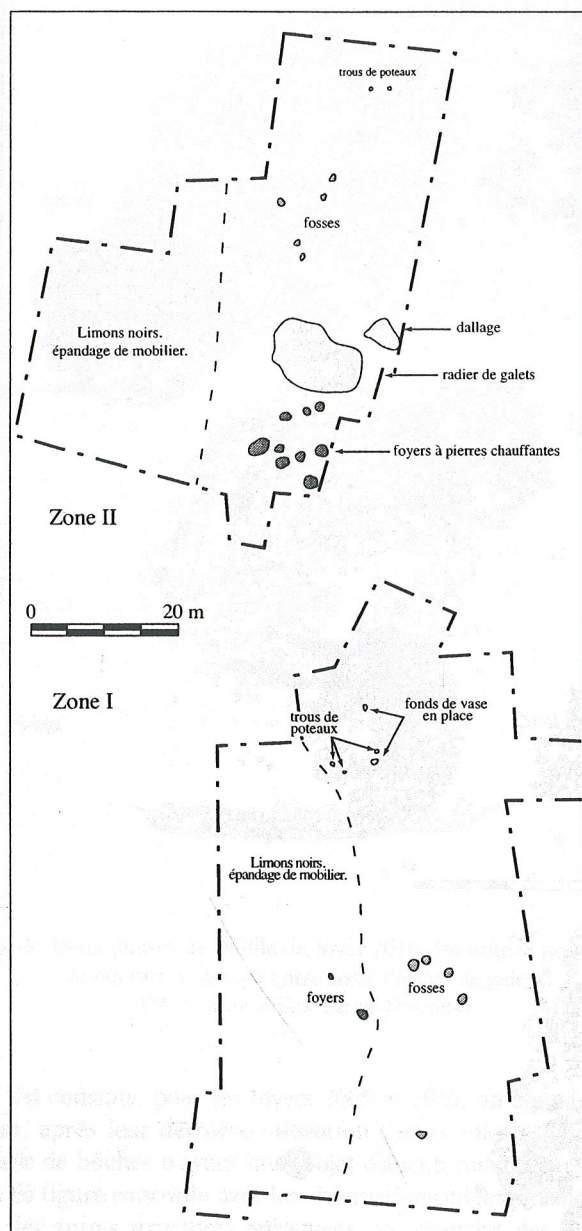 trous de poteaux
fosses
Limons noirs.
épandage de mobilier.
dallage
radier de galets
foyers à pierres chauffantes
Zone II
0 20 m
Zone I
trous de
poteaux
fonds de vase
en place
Limons noirs.
épandage de mobilier.
foyers
fosses